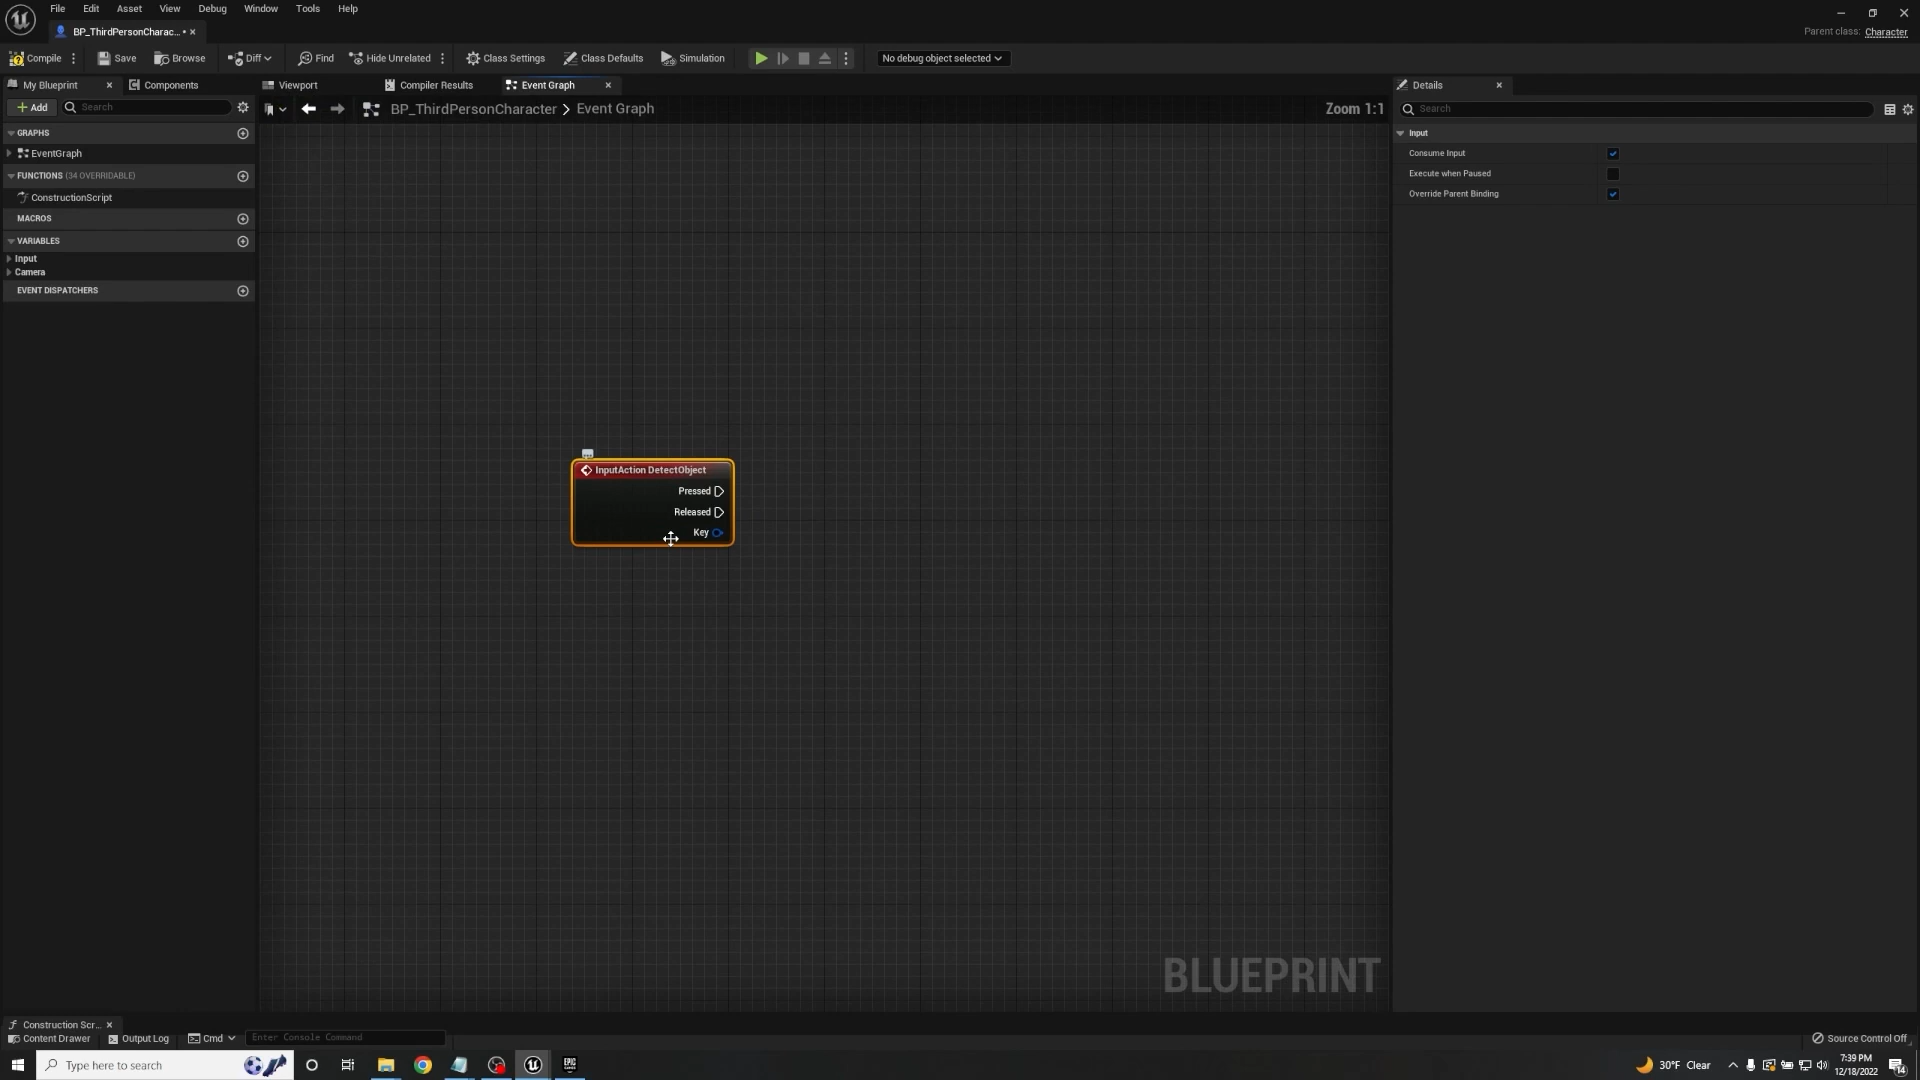 File Edit Asset View Debug Window Tools Help
BP_ThirdPersonCharac... •
Parent class: Character
Compile Save Browse Diff Find Hide Unrelated Class Settings Class Defaults Simulation No debug object selected
My Blueprint Components Viewport Compiler Results Event Graph Details
Add Search BP_ThirdPersonCharacter > Event Graph Zoom 1:1 Search
GRAPHS
EventGraph
FUNCTIONS (34 OVERRIDABLE)
ConstructionScript
MACROS
VARIABLES
Input
Camera
EVENT DISPATCHERS
Input
Consume Input
Execute when Paused
Override Parent Binding
InputAction DetectObject
Pressed
Released
Key
BLUEPRINT
Construction Scr...
Content Drawer Output Log Cmd Enter Console Command Source Control Off
Type here to search
EPIC
30°F Clear
7:39 PM
12/18/2022
14